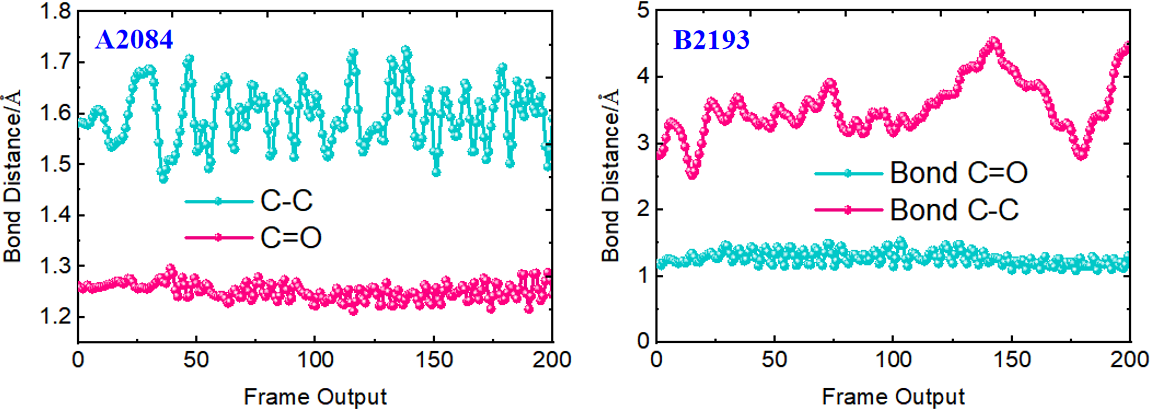 A2084
1.8
1.7
1.6
1.5
1.4
1.3
1.2
Bond Distance/Å
C-C
C=O
0 50 100 150 200
Frame Output
B2193
5
4
3
2
1
0
Bond Distance/Å
Bond C=O
Bond C-C
0 50 100 150 200
Frame Output